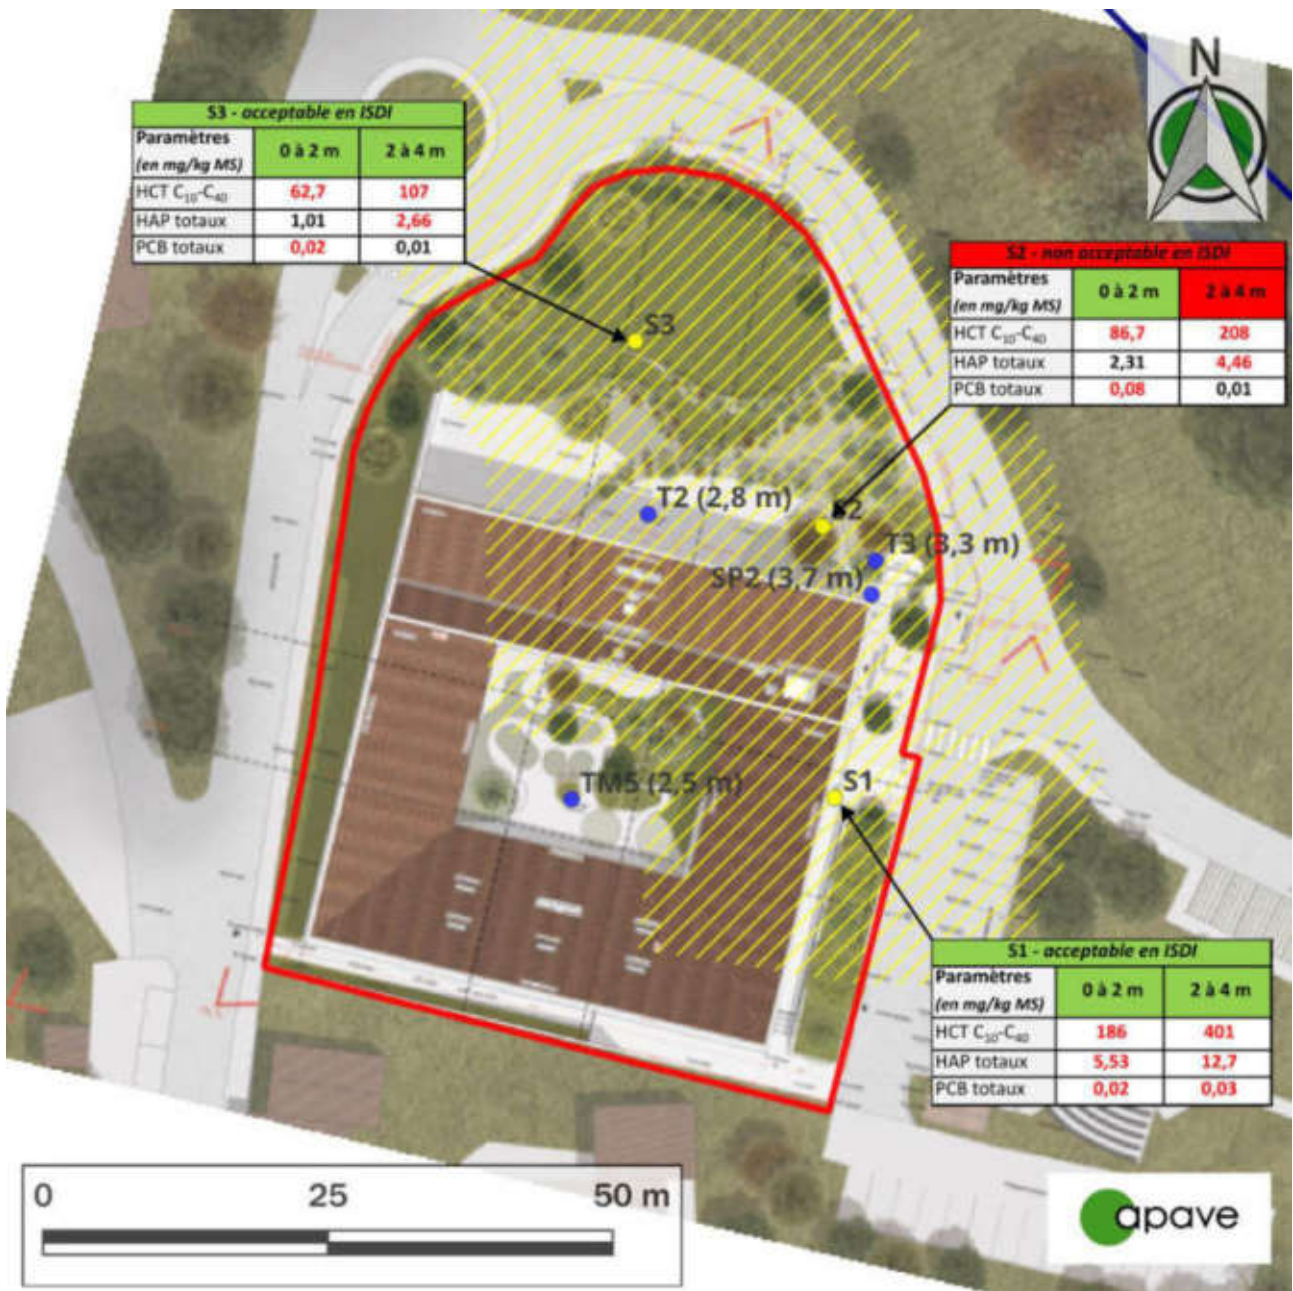 N
S3 - acceptable en ISDI
Paramètres (en mg/kg MS) 0 à 2 m 2 à 4 m
HCT C10-C40 62,7 107
HAP totaux 1,01 2,66
PCB totaux 0,02 0,01
S2 - non acceptable en ISDI
Paramètres (en mg/kg MS) 0 à 2 m 2 à 4 m
HCT C10-C40 86,7 208
HAP totaux 2,31 4,46
PCB totaux 0,08 0,01
S3
T2 (2,8 m)
S2
T3 (3,3 m)
SP2 (3,7 m)
TM5 (2,5 m)
S1
S1 - acceptable en ISDI
Paramètres (en mg/kg MS) 0 à 2 m 2 à 4 m
HCT C10-C40 186 401
HAP totaux 5,53 12,7
PCB totaux 0,02 0,03
0 25 50 m
apave